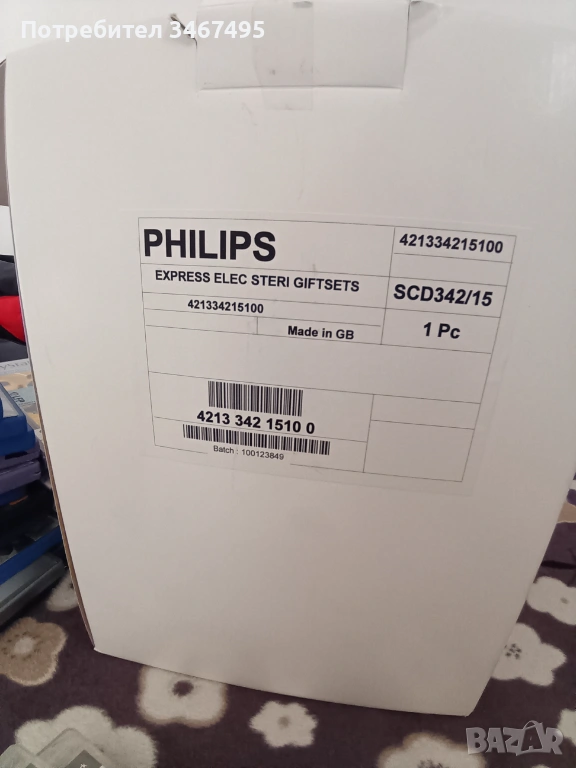 Потребител 3467495
PHILIPS
421334215100
EXPRESS ELEC STERI GIFTSETS
SCD342/15
421334215100
Made in GB
1 Pc
4213 342 1510 0
Batch : 100123849
BAZAR